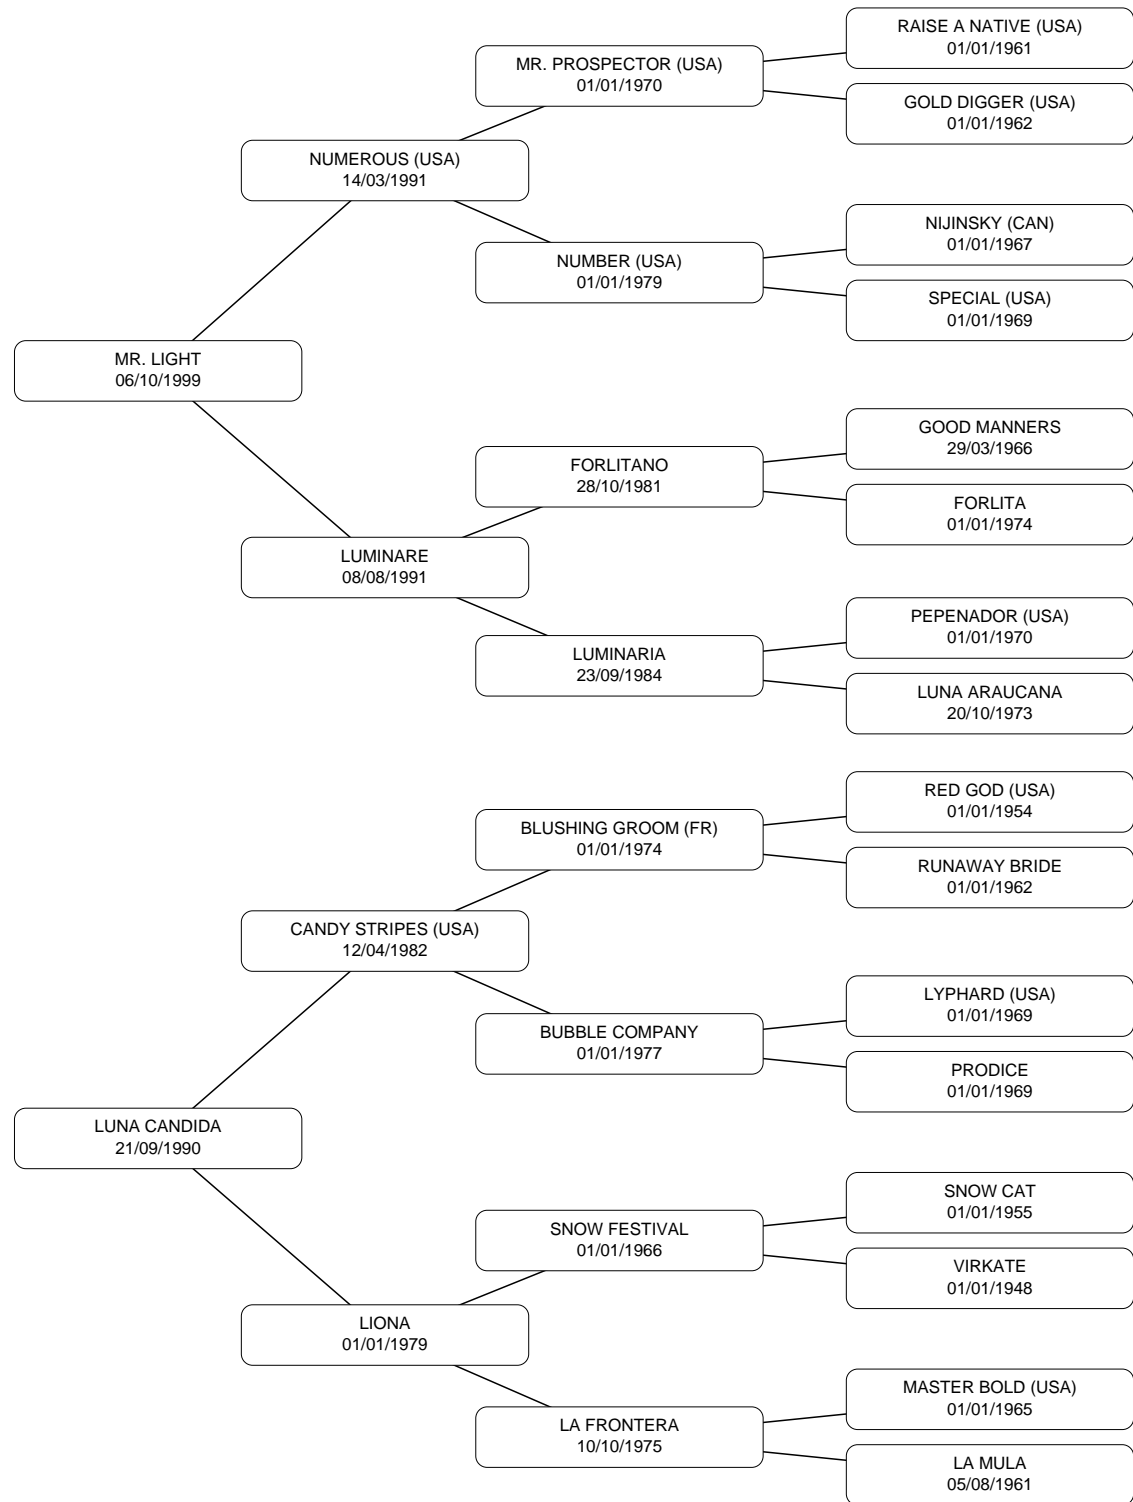 RAISE A NATIVE (USA)
01/01/1961
MR. PROSPECTOR (USA)
01/01/1970
GOLD DIGGER (USA)
01/01/1962
NUMEROUS (USA)
14/03/1991
NIJINSKY (CAN)
01/01/1967
NUMBER (USA)
01/01/1979
SPECIAL (USA)
01/01/1969
MR. LIGHT
06/10/1999
GOOD MANNERS
29/03/1966
FORLITANO
28/10/1981
FORLITA
01/01/1974
LUMINARE
08/08/1991
PEPENADOR (USA)
01/01/1970
LUMINARIA
23/09/1984
LUNA ARAUCANA
20/10/1973
RED GOD (USA)
01/01/1954
BLUSHING GROOM (FR)
01/01/1974
RUNAWAY BRIDE
01/01/1962
CANDY STRIPES (USA)
12/04/1982
LYPHARD (USA)
01/01/1969
BUBBLE COMPANY
01/01/1977
PRODICE
01/01/1969
LUNA CANDIDA
21/09/1990
SNOW CAT
01/01/1955
SNOW FESTIVAL
01/01/1966
VIRKATE
01/01/1948
LIONA
01/01/1979
MASTER BOLD (USA)
01/01/1965
LA FRONTERA
10/10/1975
LA MULA
05/08/1961